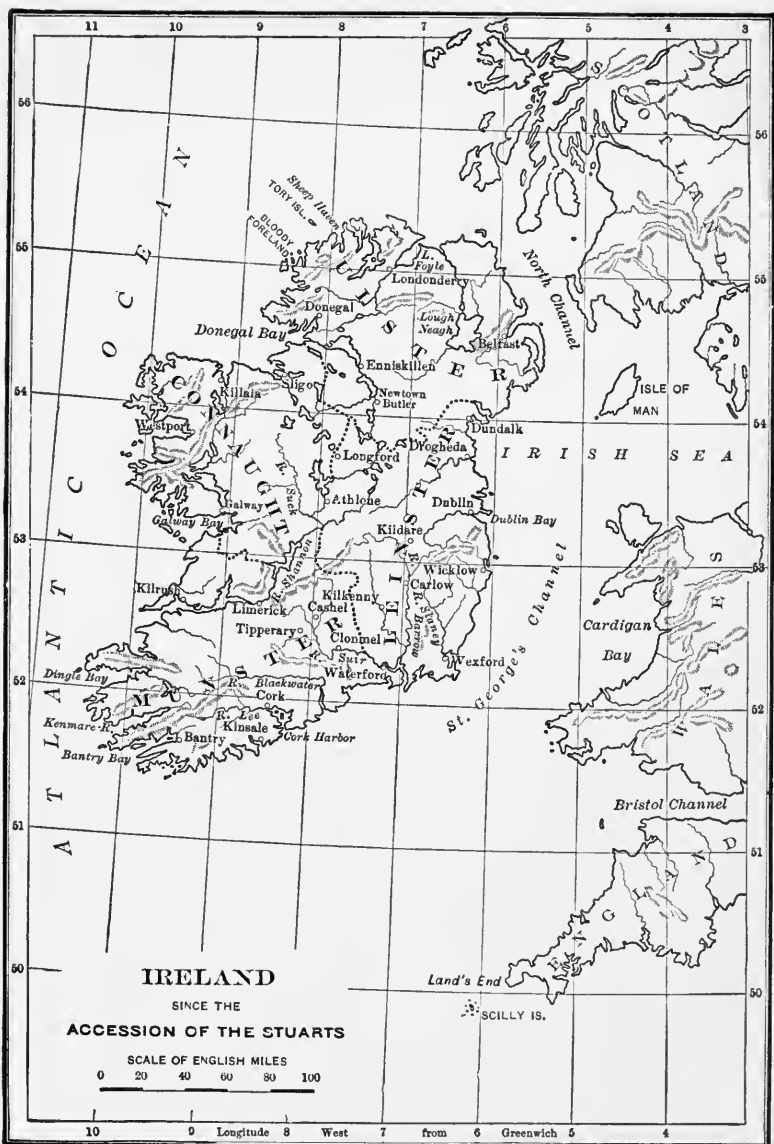 11 10 9 8 7 6 5 4 3
56
56
55
55
54
54
53
53
52
52
51
51
50
50
SCOTLAND
ATLANTIC OCEAN
Sheep Haven
TORY ISL.
BLOODY FORELAND
ULSTER
L. Foyle
Londonderry
North Channel
Donegal
Donegal Bay
Lough Neagh
Belfast
Enniskillen
ISLE OF MAN
CONNAUGHT
Killala
Sligo
Newtown Butler
Westport
Dundalk
Drogheda
IRISH SEA
Longford
R. Suck
Athlone
LEINSTER
Galway
Galway Bay
Dublin
Dublin Bay
Kildare
R. Shannon
Wicklow
Carlow
Kilrush
Limerick
Kilkenny
Cashel
R. Barrow
R. Slaney
St. George's Channel
Cardigan Bay
WALES
Tipperary
Clonmel
Suir
R.
Waterford
Wexford
Dingle Bay
MUNSTER
R. Blackwater
Cork
R. Lee
Kenmare R.
Kinsale
Bantry
Cork Harbor
Bantry Bay
Bristol Channel
ENGLAND
Land's End
SCILLY IS.
IRELAND
SINCE THE
ACCESSION OF THE STUARTS
SCALE OF ENGLISH MILES
0 20 40 60 80 100
10 9 Longitude 8 West 7 from 6 Greenwich 5 4